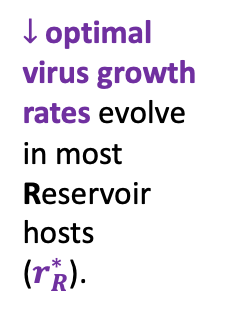 ↓ optimal
virus growth
rates evolve
in most
Reservoir
hosts
(r*R).